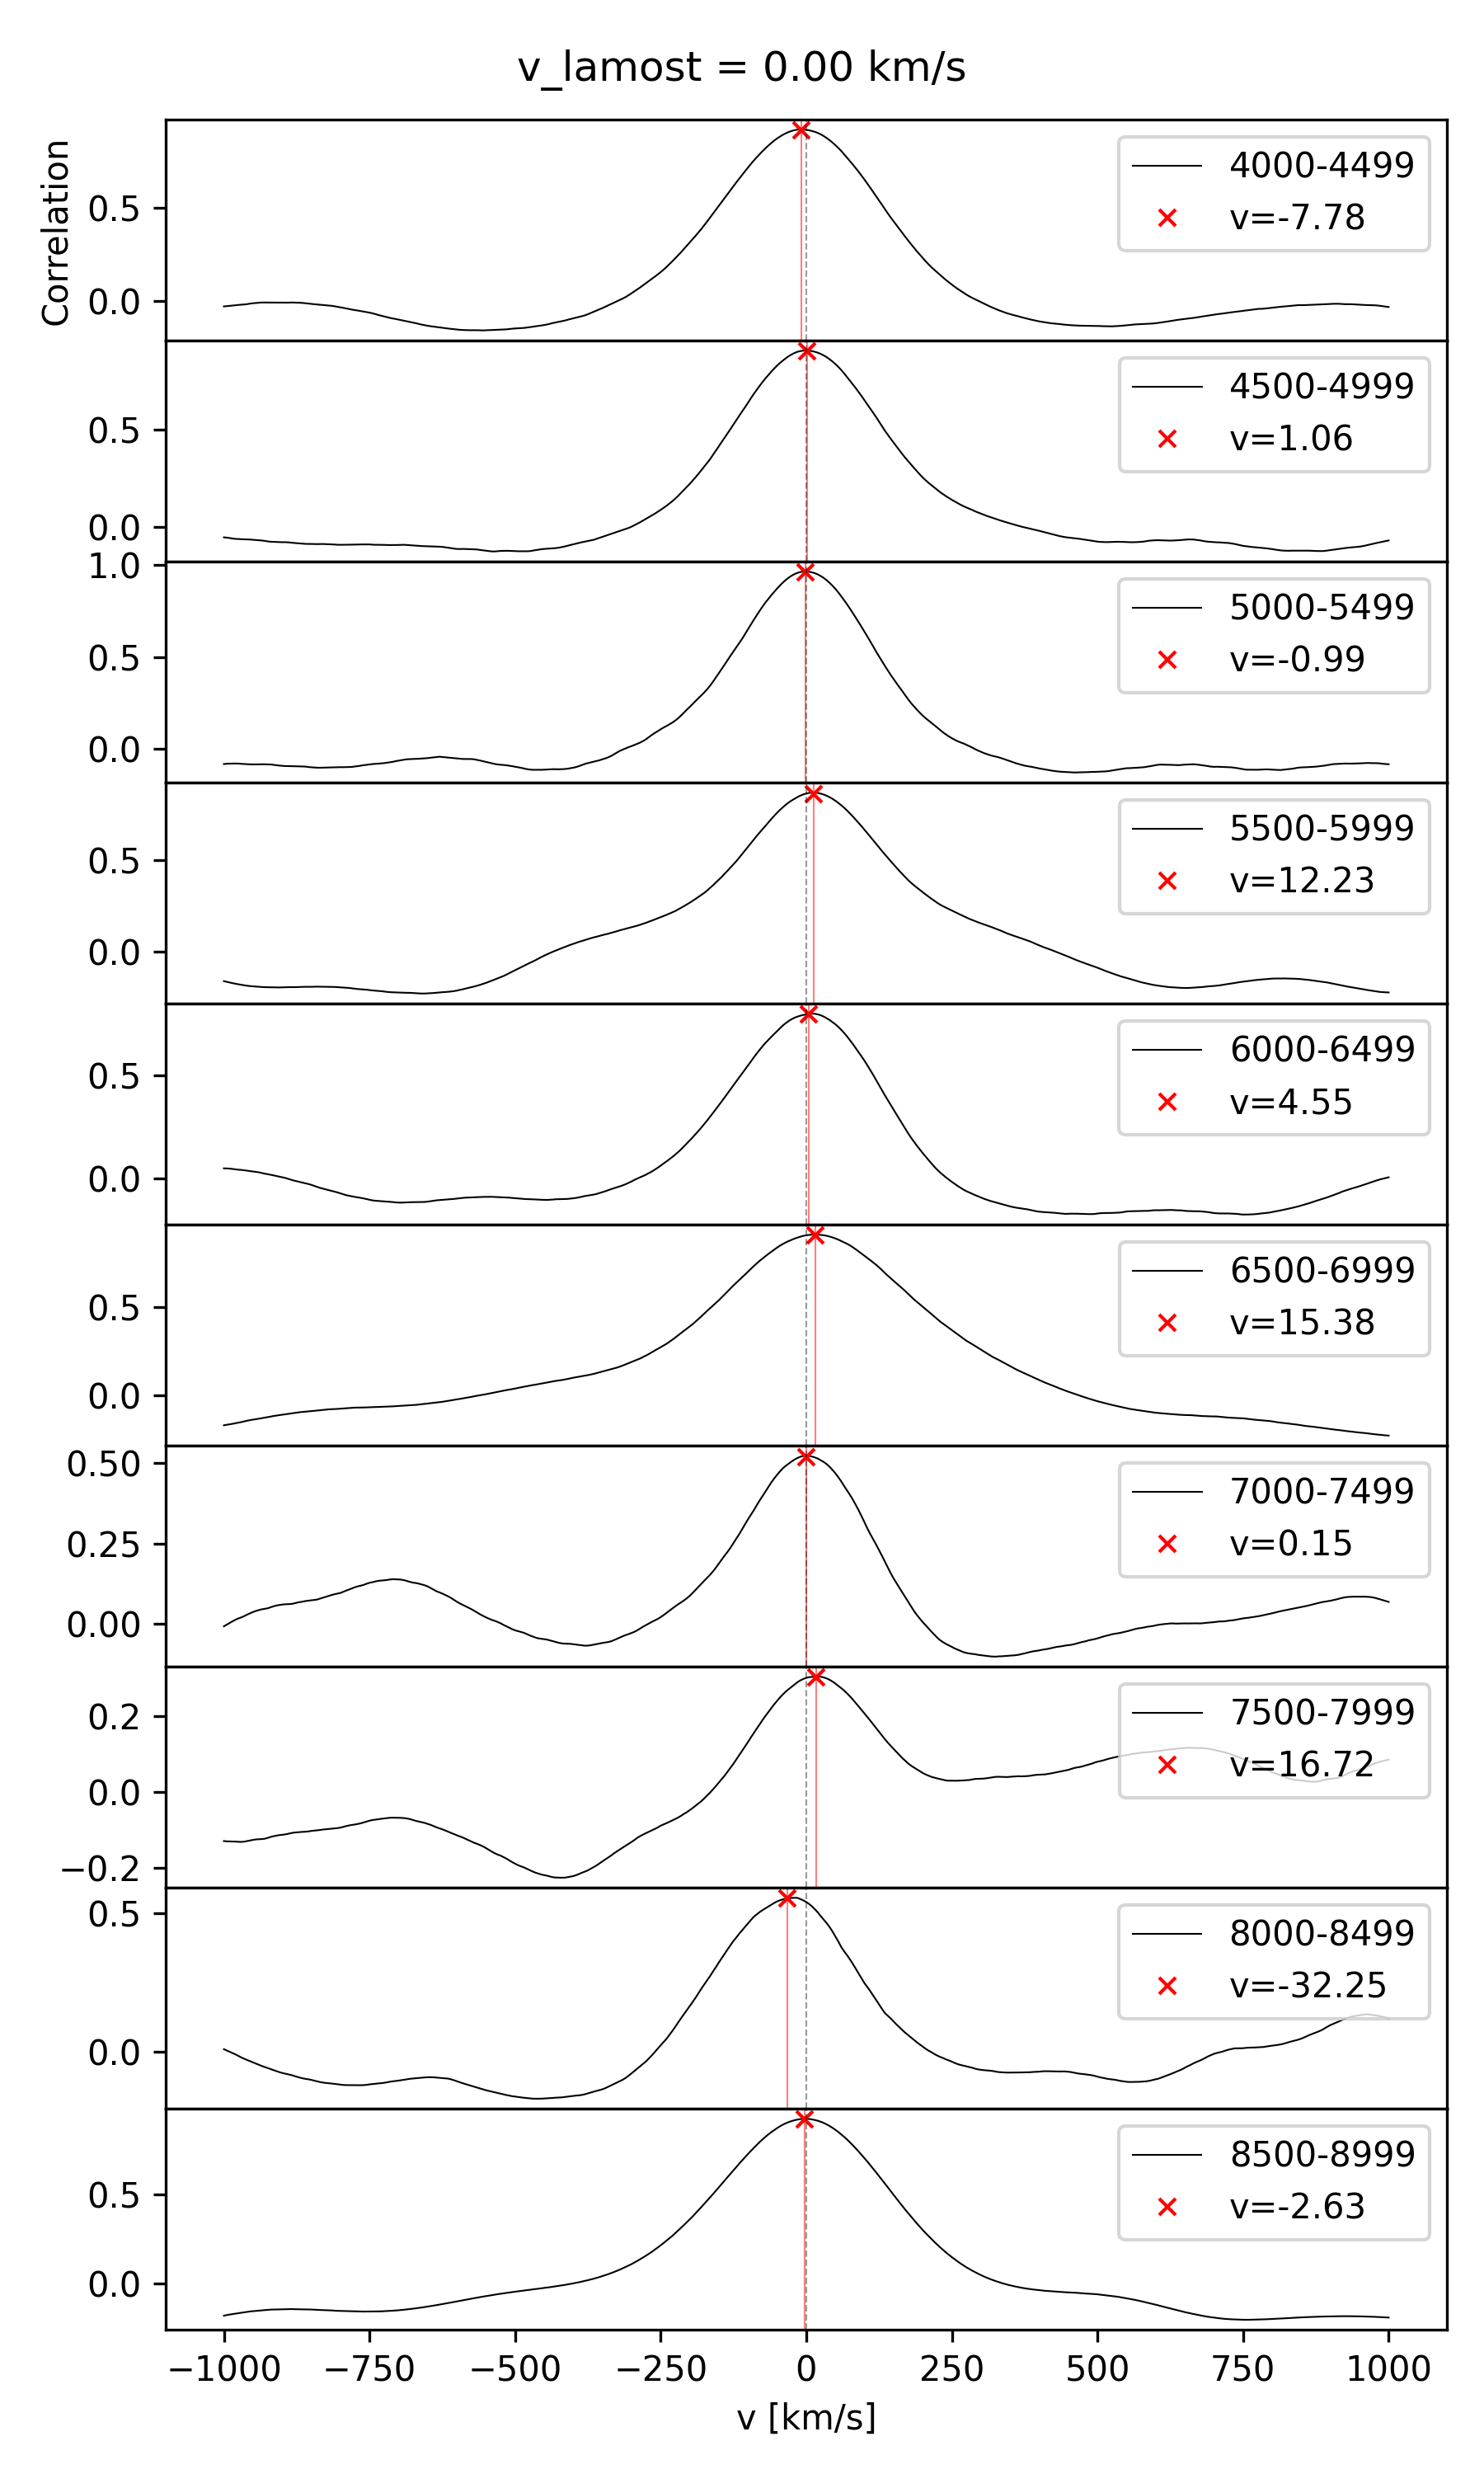 v_lamost = 0.00 km/s
Correlation
0.5
0.0
4000-4499
v=-7.78
0.5
0.0
4500-4999
v=1.06
1.0
0.5
0.0
5000-5499
v=-0.99
0.5
0.0
5500-5999
v=12.23
0.5
0.0
6000-6499
v=4.55
0.5
0.0
6500-6999
v=15.38
0.50
0.25
0.00
7000-7499
v=0.15
0.2
0.0
−0.2
7500-7999
v=16.72
0.5
0.0
8000-8499
v=-32.25
0.5
0.0
8500-8999
v=-2.63
−1000 −750 −500 −250 0 250 500 750 1000
v [km/s]